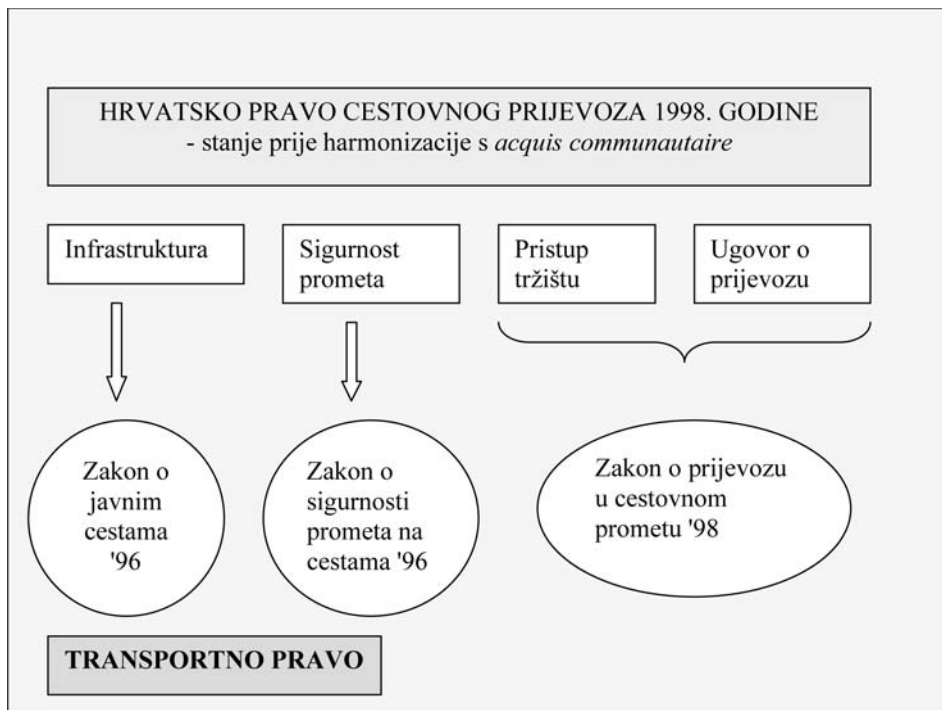 HRVATSKO PRAVO CESTOVNOG PRIJEVOZA 1998. GODINE
- stanje prije harmonizacije s acquis communautaire
Infrastruktura
Sigurnost
prometa
Pristup
tržištu
Ugovor o
prijevozu
Zakon o
javnim
cestama
'96
Zakon o
sigurnosti
prometa na
cestama '96
Zakon o prijevozu
u cestovnom
prometu '98
TRANSPORTNO PRAVO